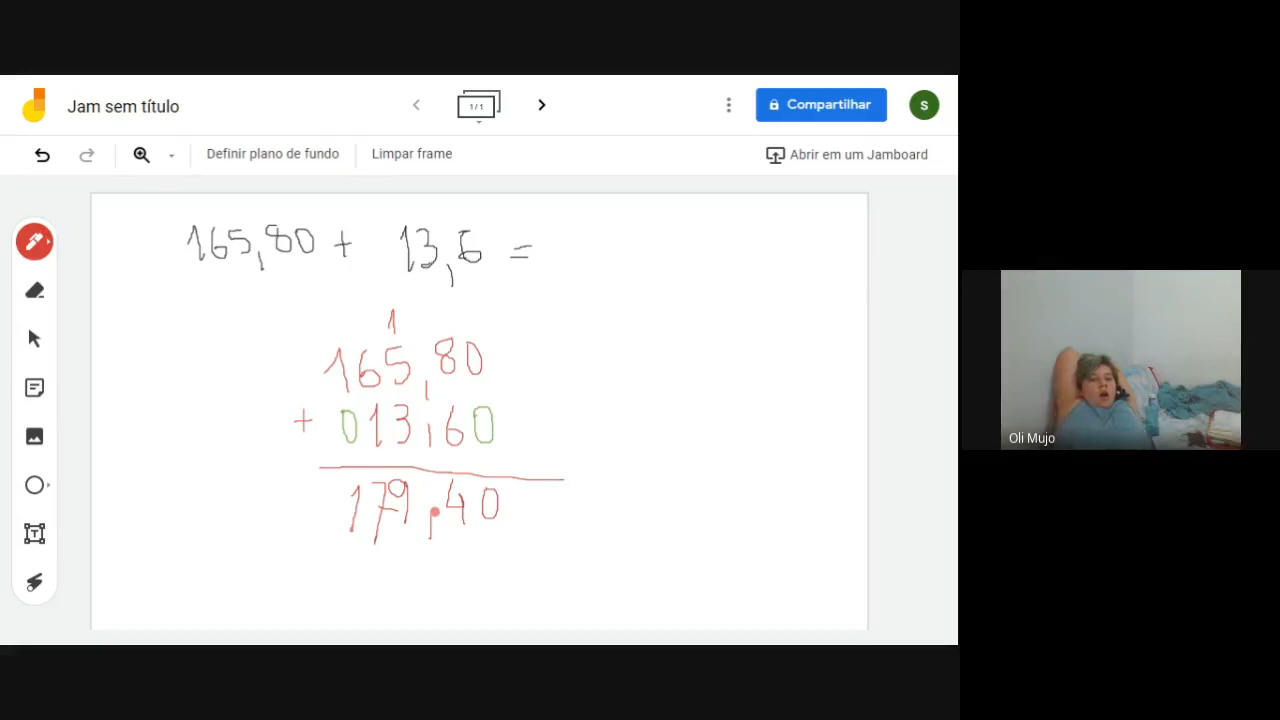 Jam sem título
1/1
Compartilhar
S
Definir plano de fundo
Limpar frame
Abrir em um Jamboard
165,80 + 13,6 =
1
165,80
+ 013,60
179,40
Oli Mujo